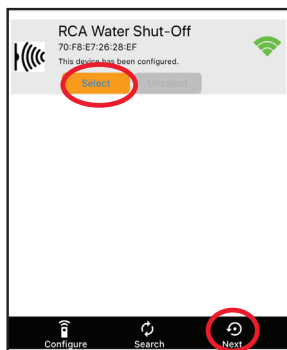 RCA Water Shut-Off
70:F8:E7:26:28:EF
This device has been configured.
Select Unselect
Configure Search Next